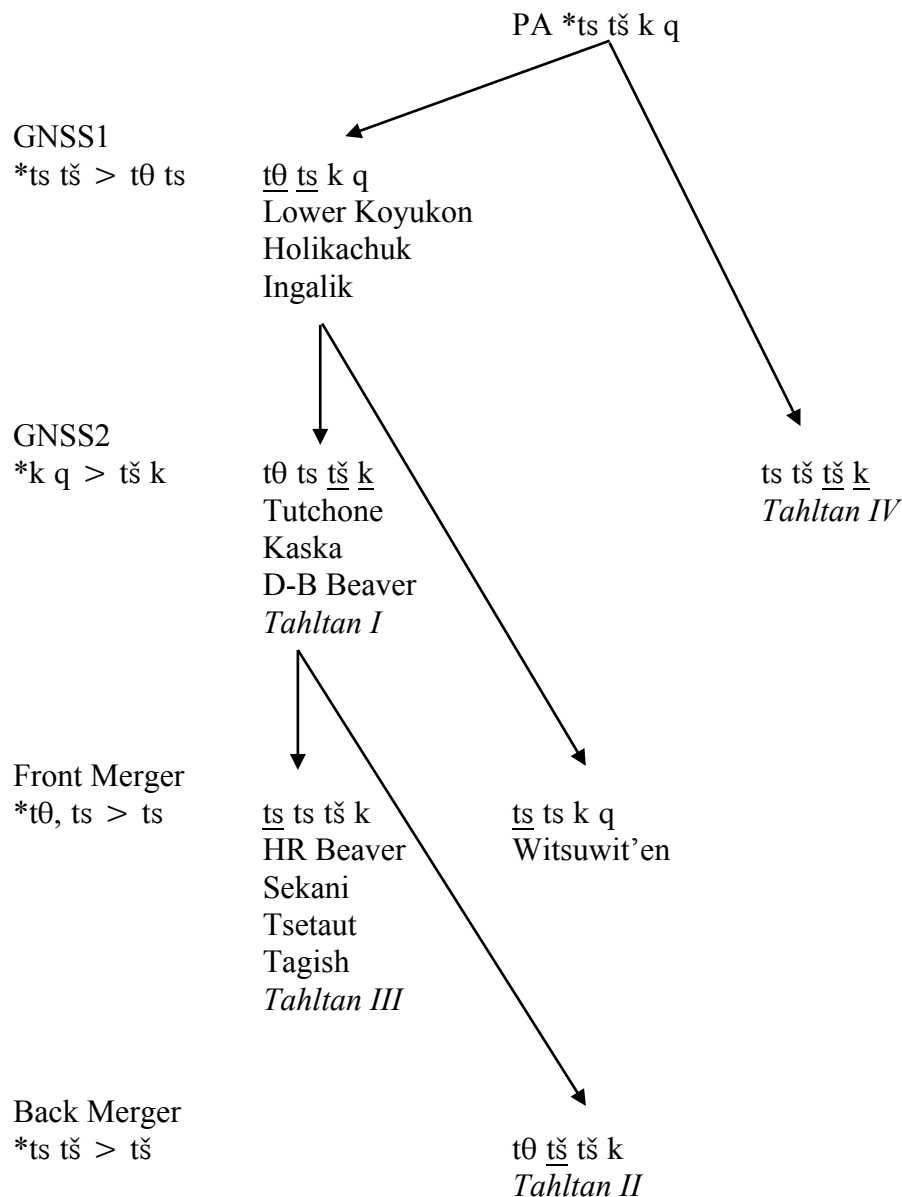 PA *ts tš k q
GNSS1
*ts tš > tθ ts tθ ts k q
Lower Koyukon
Holikachuk
Ingalik
GNSS2
*k q > tš k tθ ts tš k ts tš tš k
Tutchone Tahltan IV
Kaska
D-B Beaver
Tahltan I
Front Merger
*tθ, ts > ts ts ts tš k ts ts k q
HR Beaver Witsuwit’en
Sekani
Tsetaut
Tagish
Tahltan III
Back Merger
*ts tš > tš tθ tš tš k
Tahltan II